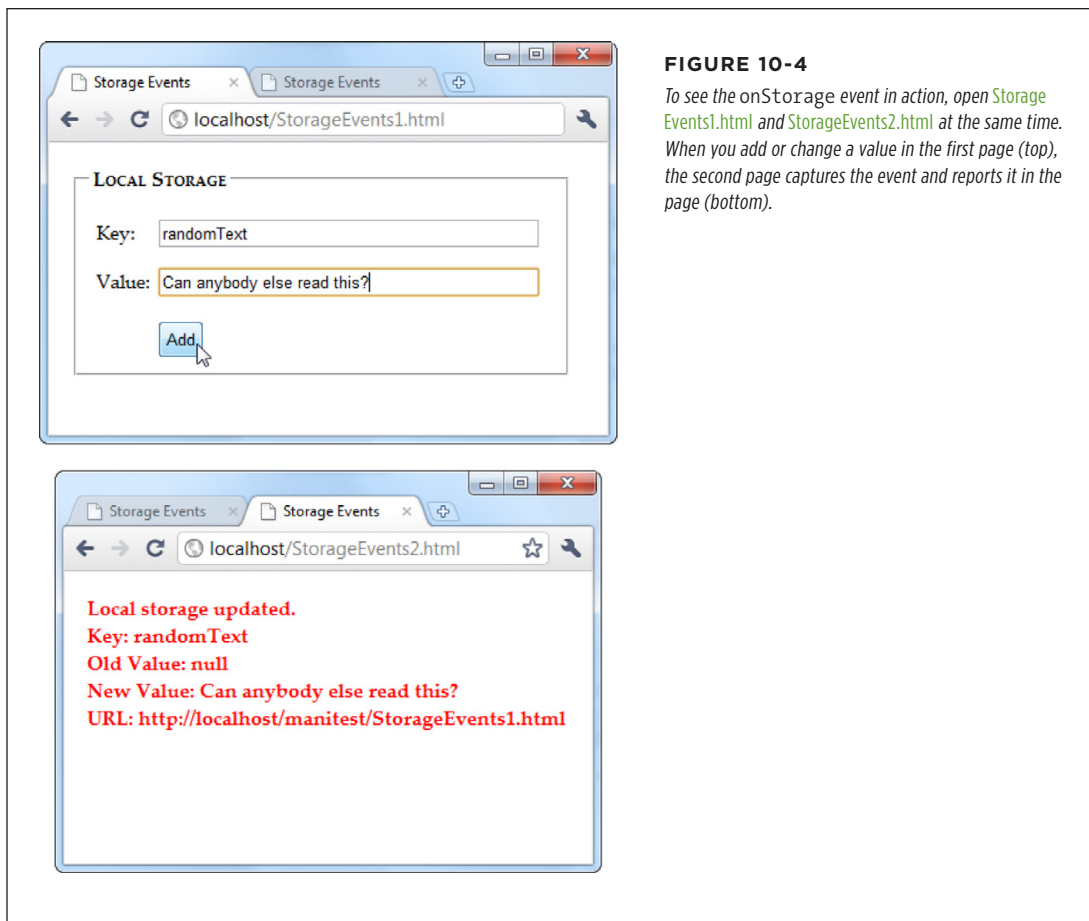 Storage Events
Storage Events
localhost/StorageEvents1.html
LOCAL STORAGE
Key:
randomText
Value:
Can anybody else read this?
Add
FIGURE 10-4
To see the onStorage event in action, open Storage
Events1.html and StorageEvents2.html at the same time.
When you add or change a value in the first page (top),
the second page captures the event and reports it in the
page (bottom).
Storage Events
Storage Events
localhost/StorageEvents2.html
Local storage updated.
Key: randomText
Old Value: null
New Value: Can anybody else read this?
URL: http://localhost/manitest/StorageEvents1.html